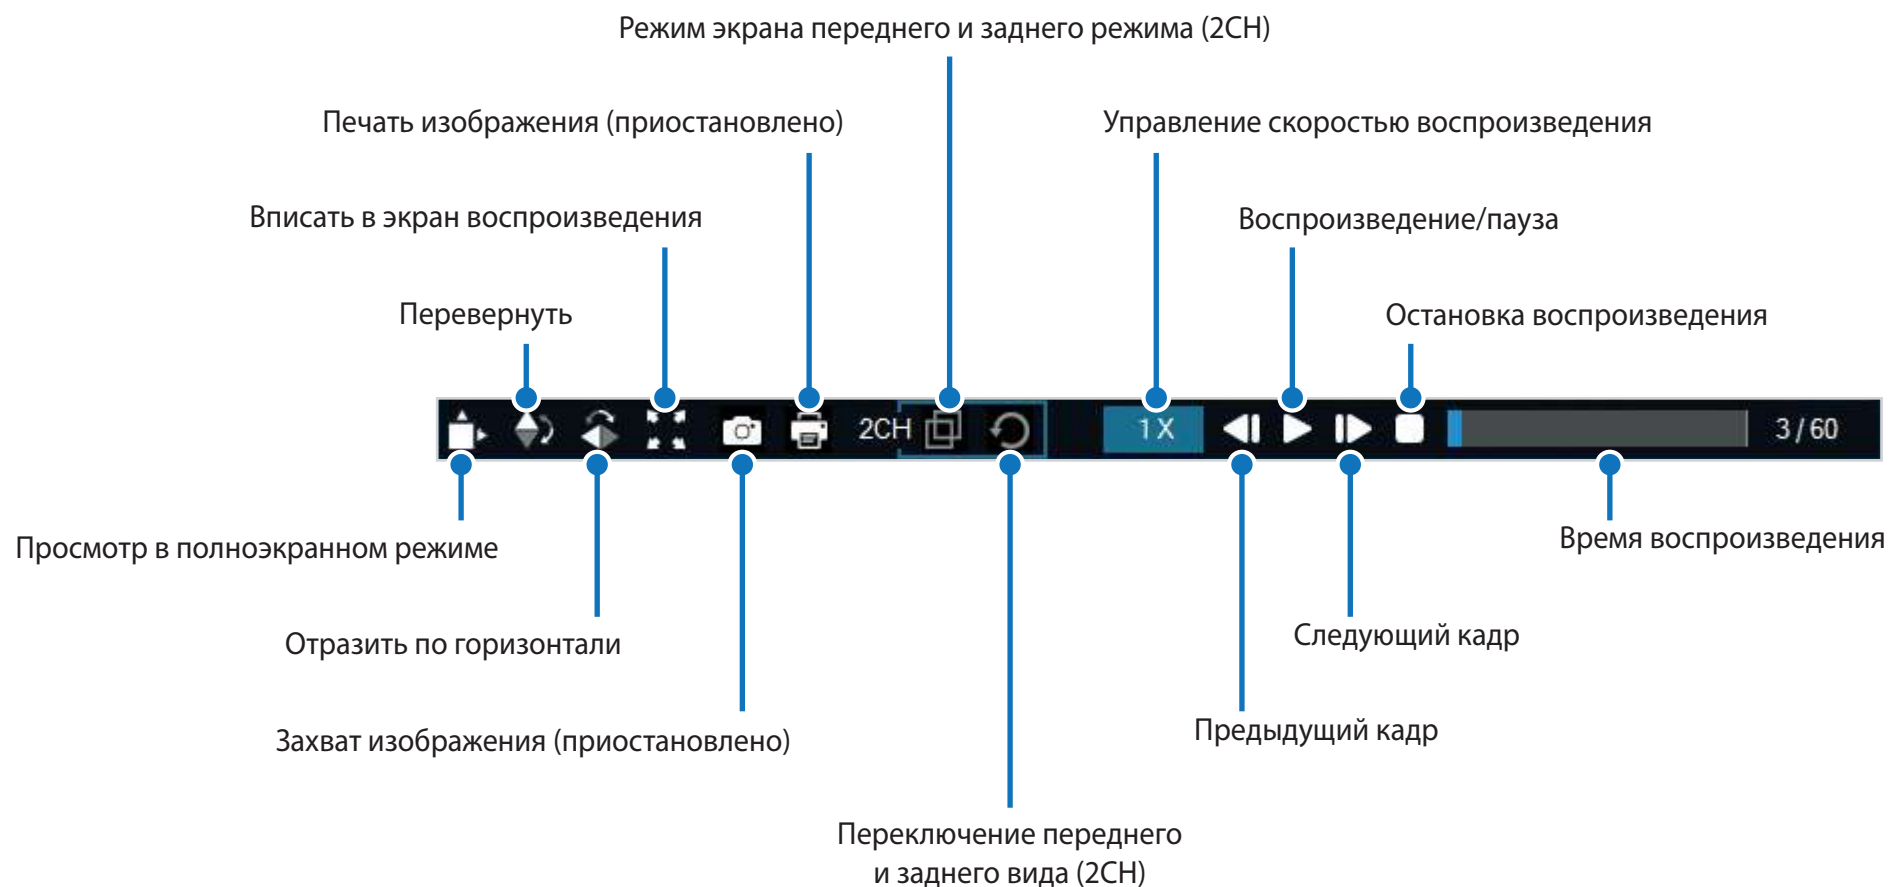 Режим экрана переднего и заднего режима (2CH)
Печать изображения (приостановлено)
Управление скоростью воспроизведения
Вписать в экран воспроизведения
Воспроизведение/пауза
Перевернуть
Остановка воспроизведения
2CH
1X
3/60
Просмотр в полноэкранном режиме
Время воспроизведения
Отразить по горизонтали
Следующий кадр
Захват изображения (приостановлено)
Предыдущий кадр
Переключение переднего
и заднего вида (2CH)